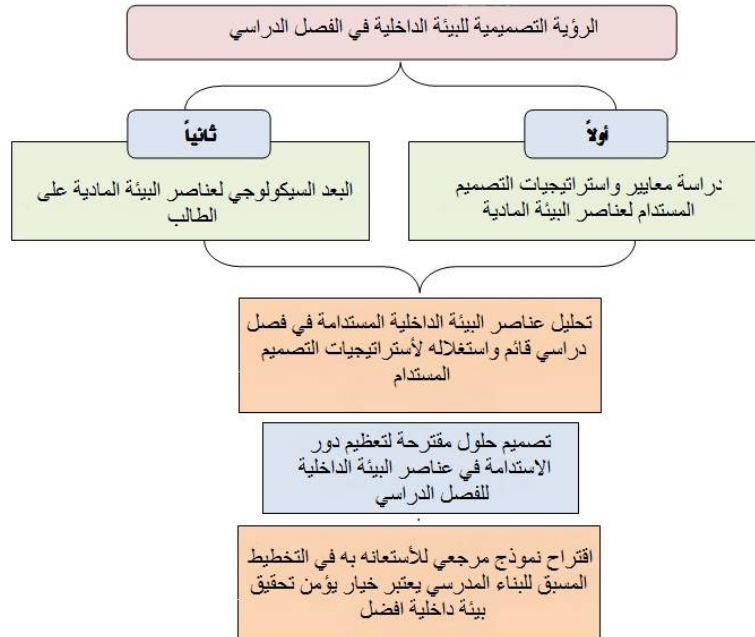 الرؤية التصميمية للبيئة الداخلية في الفصل الدراسي
أولاً
دراسة معايير واستراتيجيات التصميم
المستدام لعناصر البيئة المادية
ثانياً
البعد السيكولوجي لعناصر البيئة المادية على
الطالب
تحليل عناصر البيئة الداخلية المستدامة في فصل
دراسي قائم واستغلاله لأستراتيجيات التصميم
المستدام
تصميم حلول مقترحة لتعظيم دور
الاستدامة في عناصر البيئة الداخلية
للفصل الدراسي
اقتراح نموذج مرجعي للأستعانه به في التخطيط
المسبق للبناء المدرسي يعتبر خيار يؤمن تحقيق
بيئة داخلية افضل